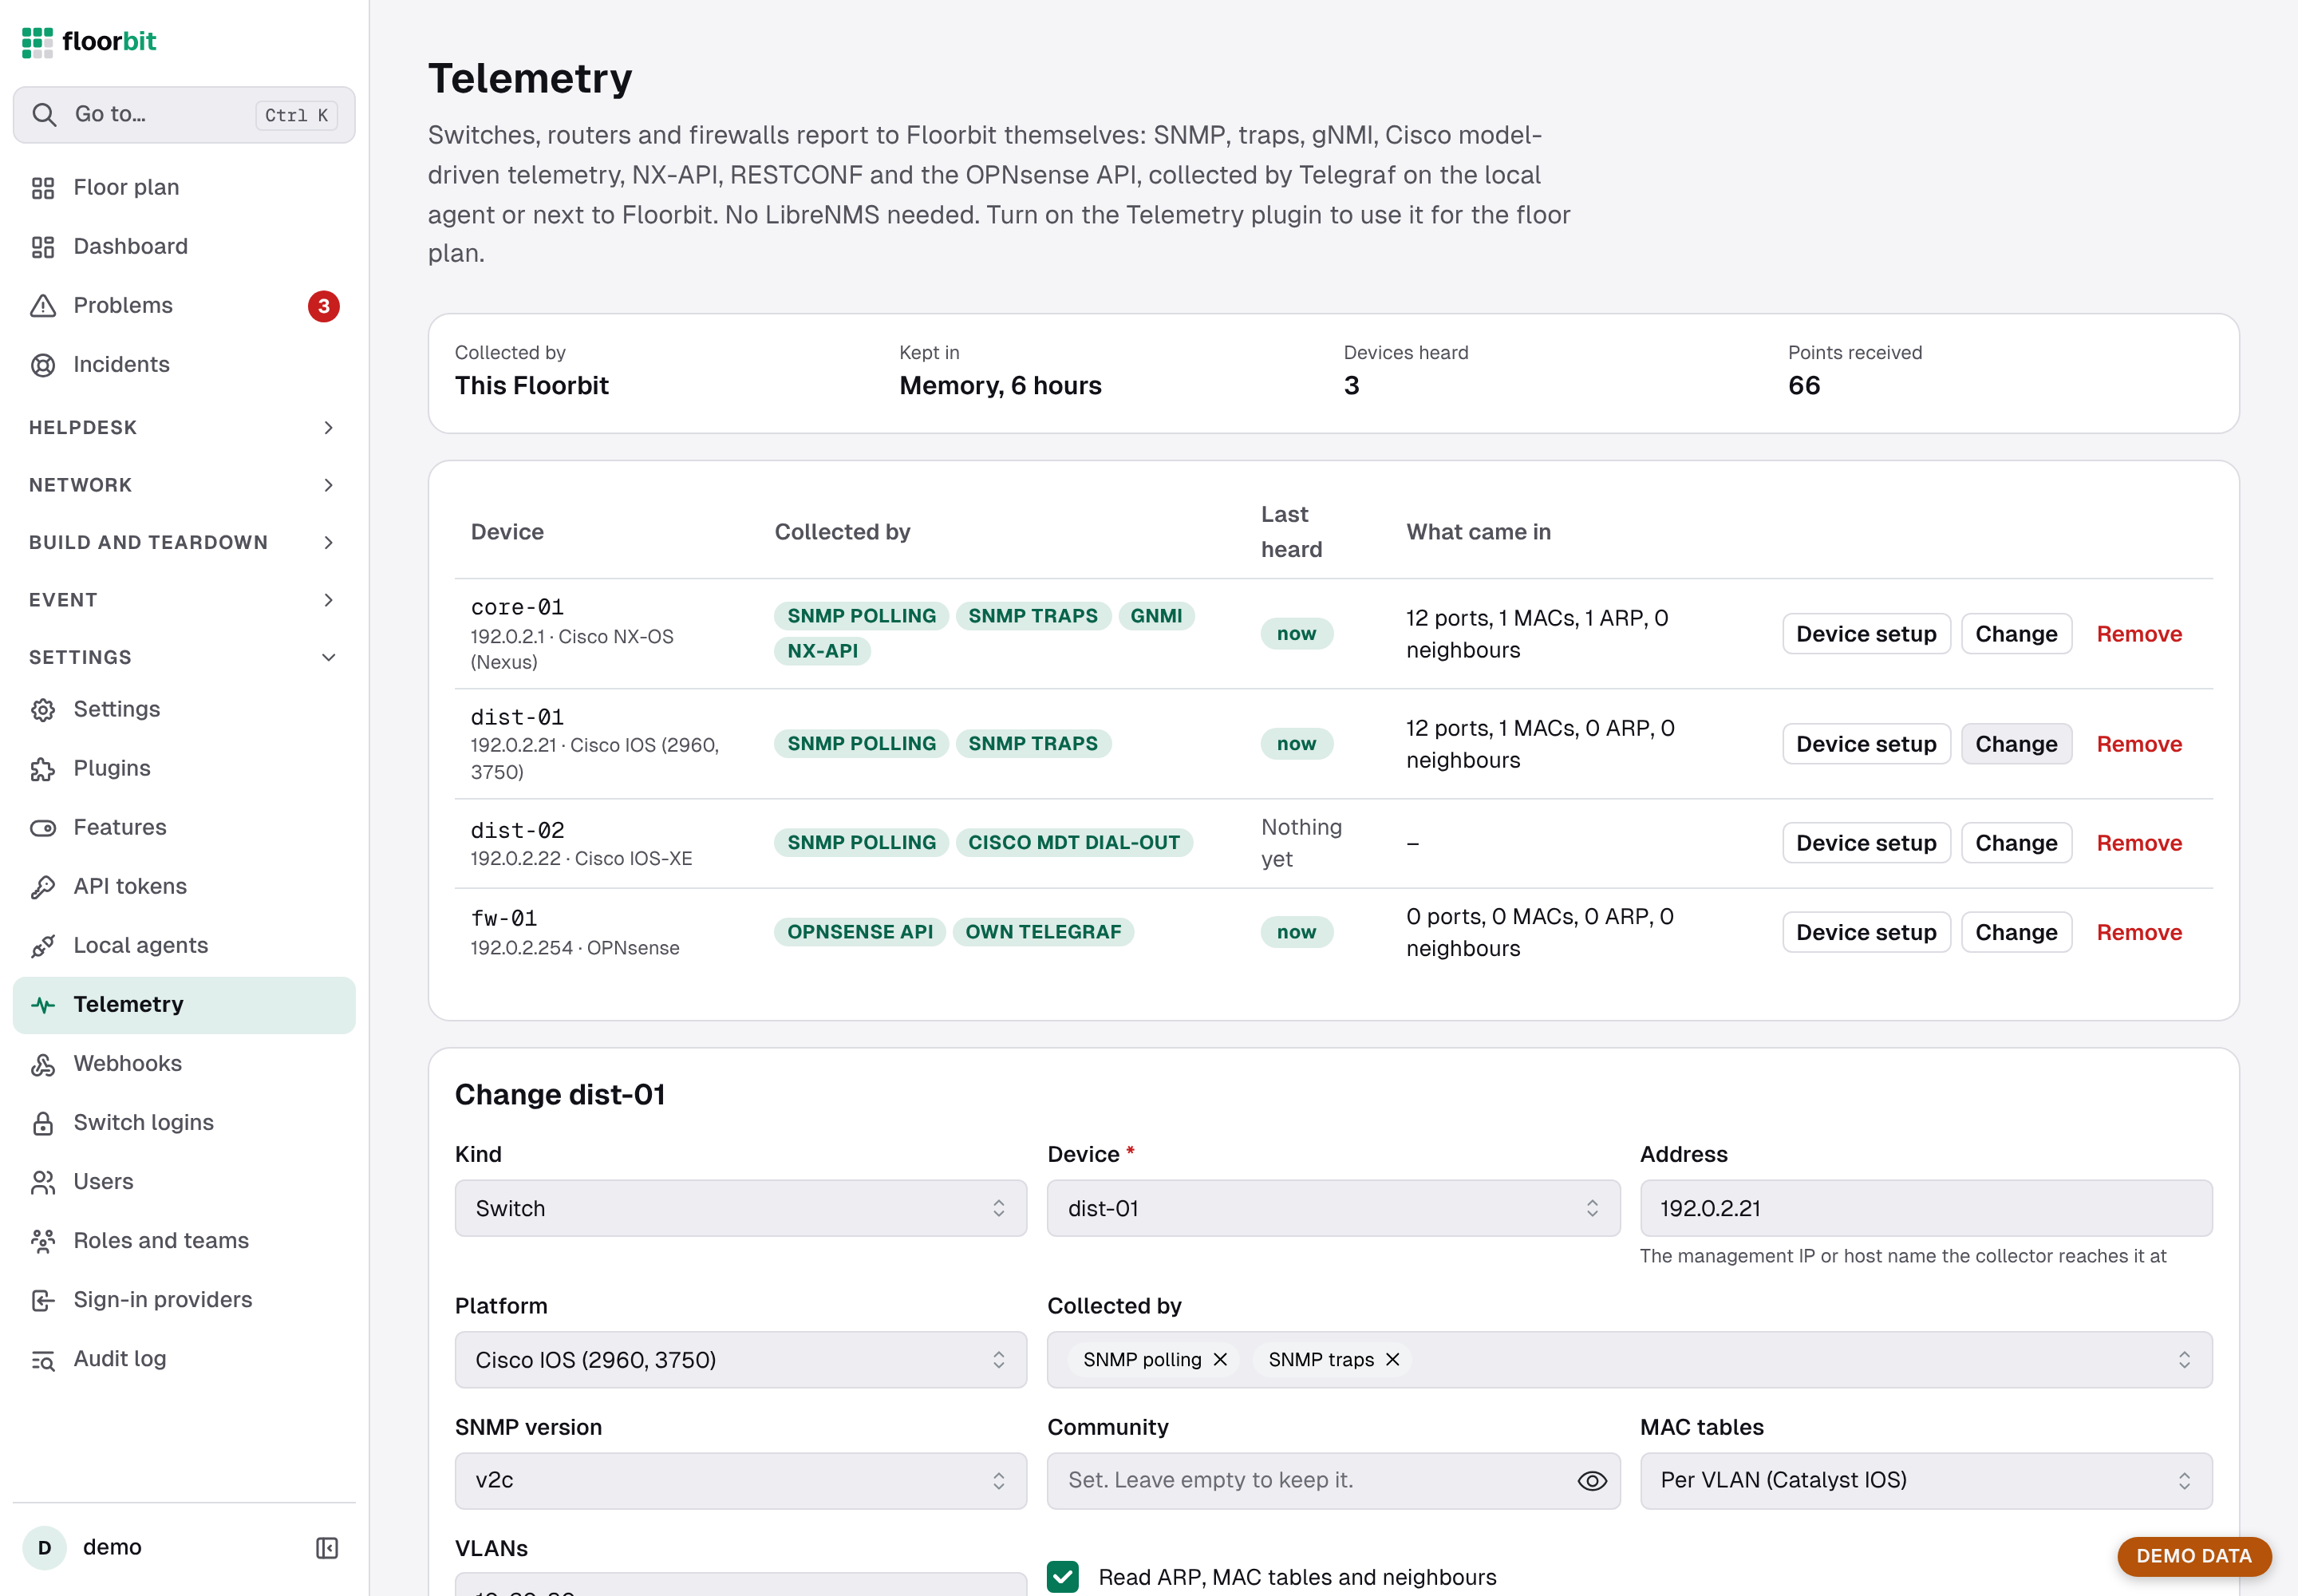 floorbit
Go to...
Ctrl K
Floor plan
Dashboard
Problems
3
Incidents
HELPDESK
NETWORK
BUILD AND TEARDOWN
EVENT
SETTINGS
Settings
Plugins
Features
API tokens
Local agents
Telemetry
Webhooks
Switch logins
Users
Roles and teams
Sign-in providers
Audit log
D
demo
Telemetry
Switches, routers and firewalls report to Floorbit themselves: SNMP, traps, gNMI, Cisco model-
driven telemetry, NX-API, RESTCONF and the OPNsense API, collected by Telegraf on the local
agent or next to Floorbit. No LibreNMS needed. Turn on the Telemetry plugin to use it for the floor
plan.
Collected by
This Floorbit
Kept in
Memory, 6 hours
Devices heard
3
Points received
66
Device
Collected by
Last
heard
What came in
core-01
192.0.2.1 · Cisco NX-OS
(Nexus)
SNMP POLLING
SNMP TRAPS
GNMI
NX-API
now
12 ports, 1 MACs, 1 ARP, 0
neighbours
Device setup
Change
Remove
dist-01
192.0.2.21 · Cisco IOS (2960,
3750)
SNMP POLLING
SNMP TRAPS
now
12 ports, 1 MACs, 0 ARP, 0
neighbours
Device setup
Change
Remove
dist-02
192.0.2.22 · Cisco IOS-XE
SNMP POLLING
CISCO MDT DIAL-OUT
Nothing
yet
–
Device setup
Change
Remove
fw-01
192.0.2.254 · OPNsense
OPNSENSE API
OWN TELEGRAF
now
0 ports, 0 MACs, 0 ARP, 0
neighbours
Device setup
Change
Remove
Change dist-01
Kind
Switch
Device *
dist-01
Address
192.0.2.21
The management IP or host name the collector reaches it at
Platform
Cisco IOS (2960, 3750)
Collected by
SNMP polling
SNMP traps
SNMP version
v2c
Community
Set. Leave empty to keep it.
MAC tables
Per VLAN (Catalyst IOS)
VLANs
Read ARP, MAC tables and neighbours
DEMO DATA